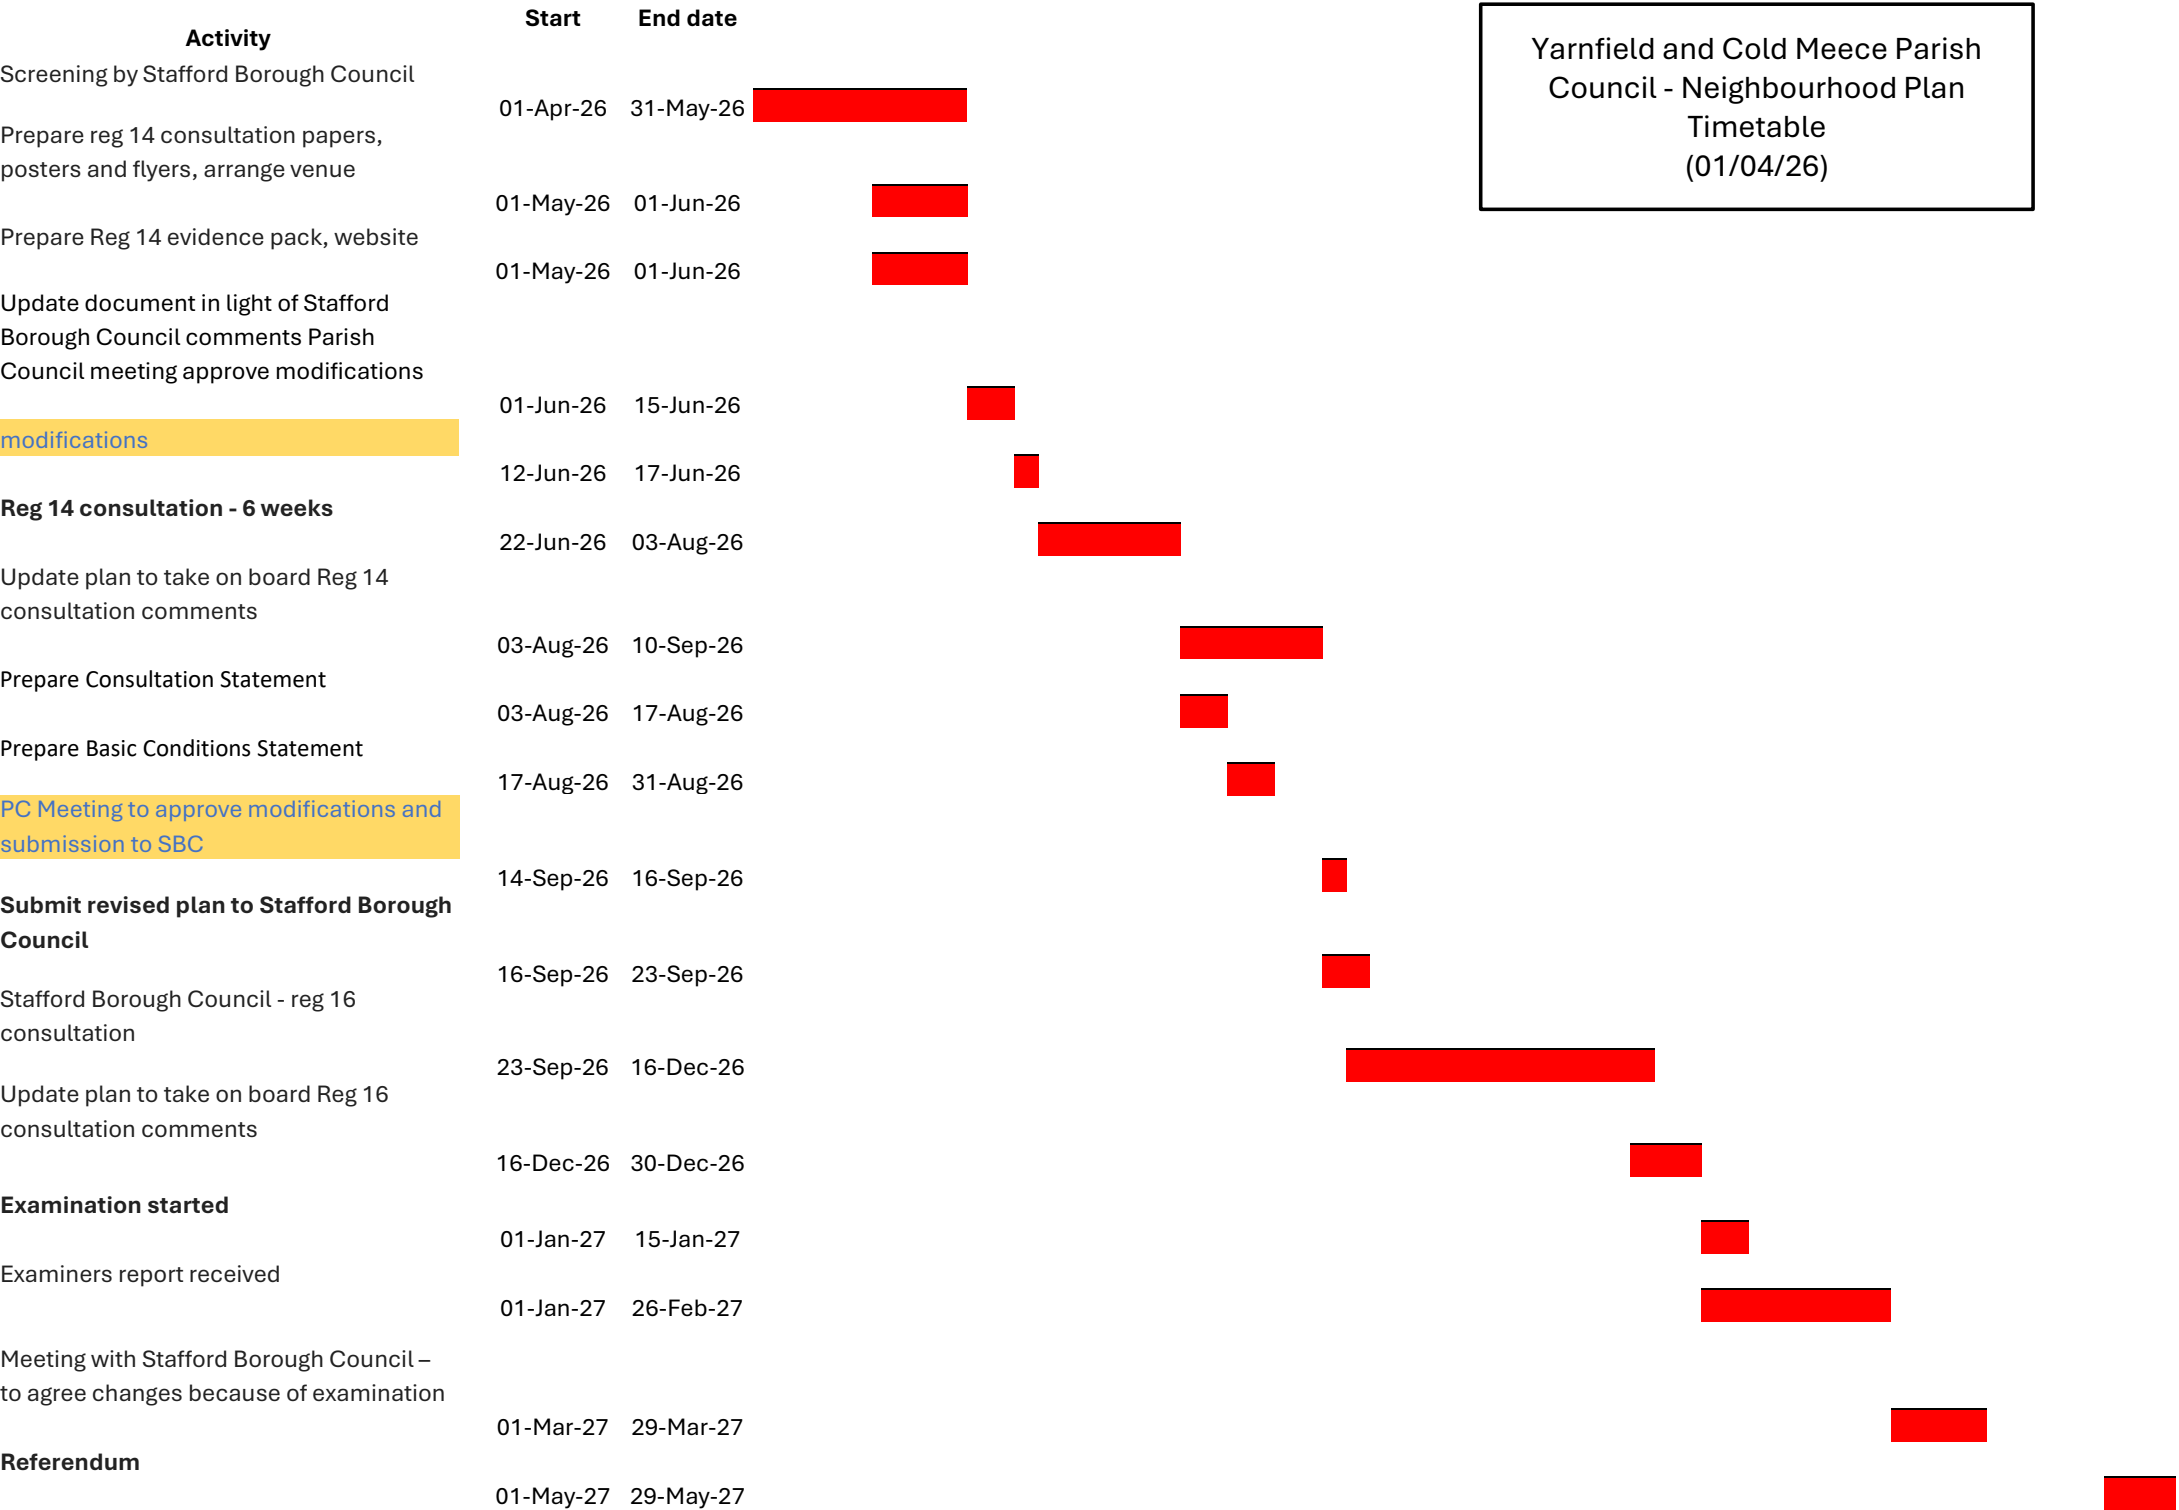 Start End date
Activity
Yarnfield and Cold Meece Parish
Council - Neighbourhood Plan
Timetable
(01/04/26)
Screening by Stafford Borough Council
01-Apr-26 31-May-26
Prepare reg 14 consultation papers,
posters and flyers, arrange venue
01-May-26 01-Jun-26
Prepare Reg 14 evidence pack, website
01-May-26 01-Jun-26
Update document in light of Stafford
Borough Council comments Parish
Council meeting approve modifications
01-Jun-26 15-Jun-26
modifications
12-Jun-26 17-Jun-26
Reg 14 consultation - 6 weeks
22-Jun-26 03-Aug-26
Update plan to take on board Reg 14
consultation comments
03-Aug-26 10-Sep-26
Prepare Consultation Statement
03-Aug-26 17-Aug-26
Prepare Basic Conditions Statement
17-Aug-26 31-Aug-26
PC Meeting to approve modifications and
submission to SBC
14-Sep-26 16-Sep-26
Submit revised plan to Stafford Borough
Council
16-Sep-26 23-Sep-26
Stafford Borough Council - reg 16
consultation
23-Sep-26 16-Dec-26
Update plan to take on board Reg 16
consultation comments
16-Dec-26 30-Dec-26
Examination started
01-Jan-27 15-Jan-27
Examiners report received
01-Jan-27 26-Feb-27
Meeting with Stafford Borough Council –
to agree changes because of examination
01-Mar-27 29-Mar-27
Referendum
01-May-27 29-May-27